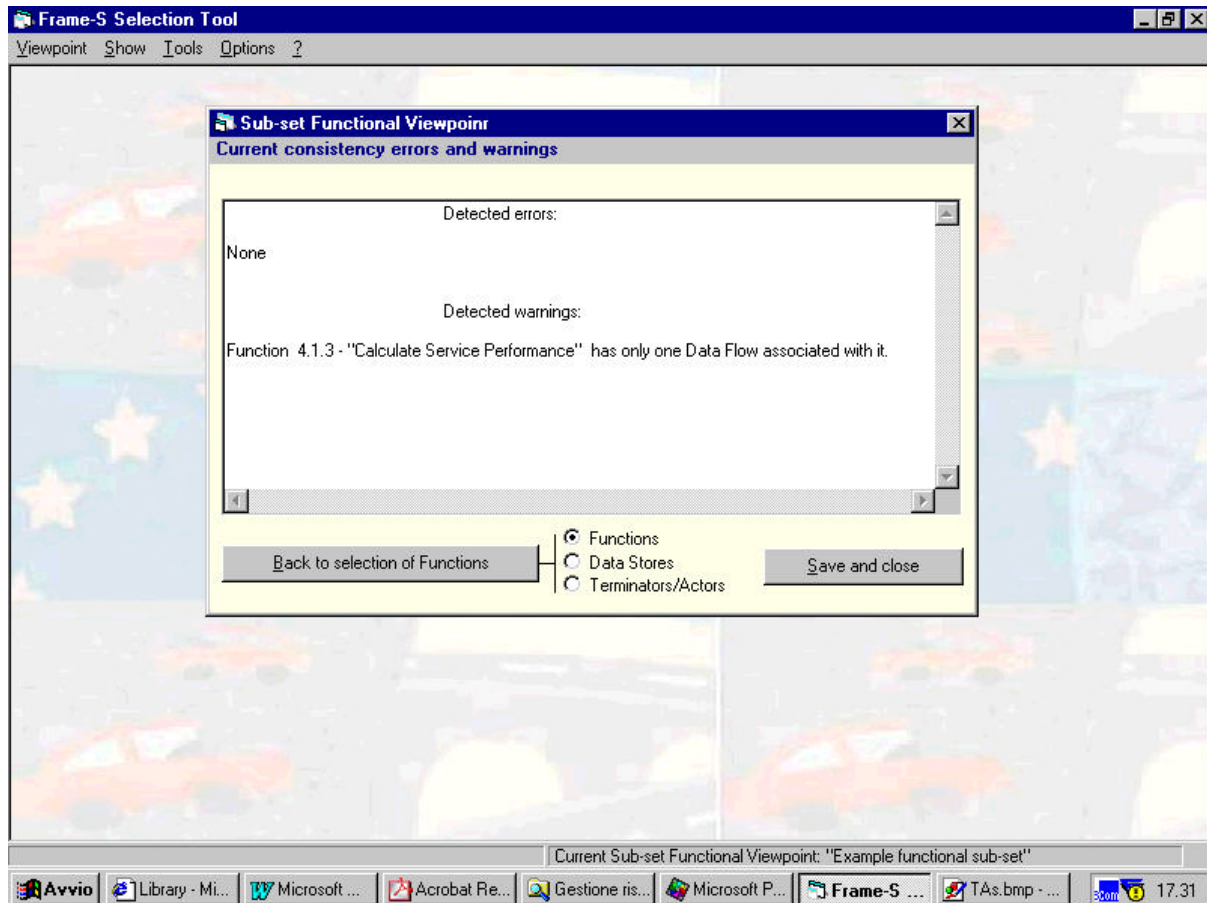 Frame-S Selection Tool
Viewpoint Show Tools Options ?
Sub-set Functional Viewpoinr
Current consistency errors and warnings
Detected errors:
None
Detected warnings:
Function 4.1.3 - "Calculate Service Performance" has only one Data Flow associated with it.
Functions
Back to selection of Functions
Data Stores
Save and close
Terminators/Actors
Current Sub-set Functional Viewpoint: "Example functional sub-set"
Avvio Library - Mi... Microsoft ... Acrobat Re... Gestione ris... Microsoft P... Frame-S ... TAs.bmp - ... 3Com 17.31